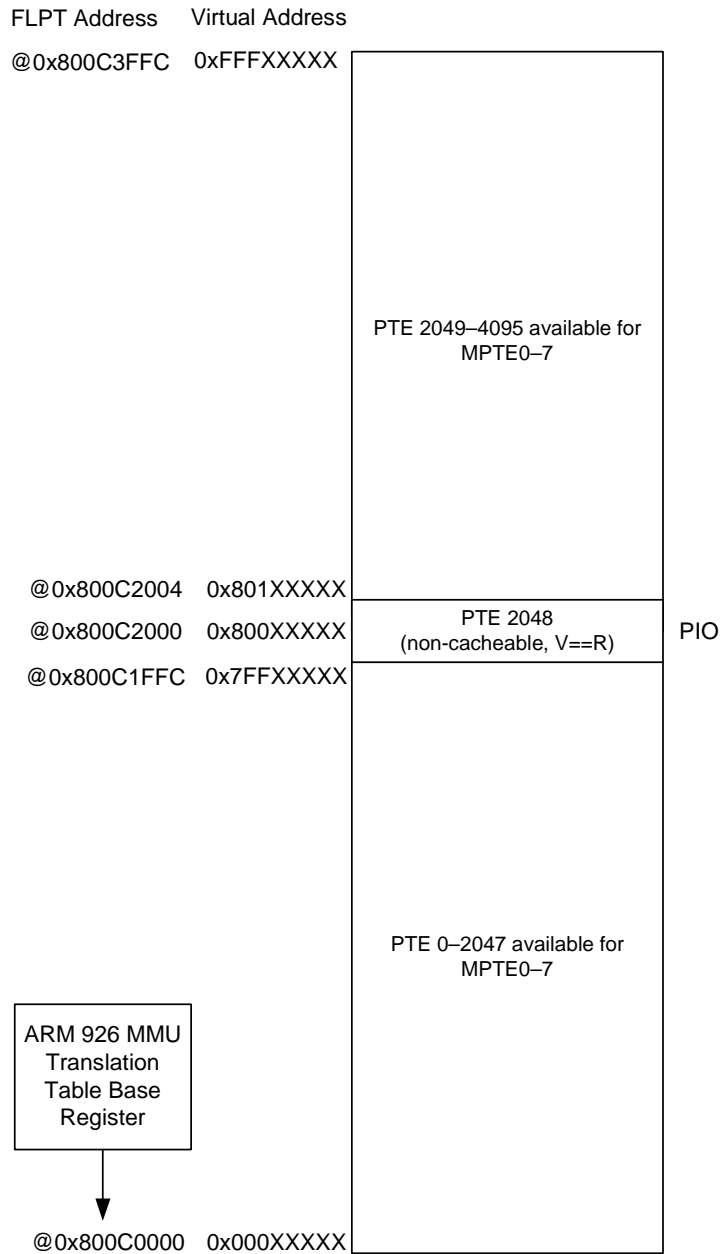 FLPT Address Virtual Address
@0x800C3FFC 0xFFFXXXXX
PTE 2049–4095 available for
MPTE0–7
@0x800C2004 0x801XXXXX
@0x800C2000 0x800XXXXX
PTE 2048
(non-cacheable, V==R)
PIO
@0x800C1FFC 0x7FFXXXXX
PTE 0–2047 available for
MPTE0–7
ARM 926 MMU
Translation
Table Base
Register
@0x800C0000 0x000XXXXX